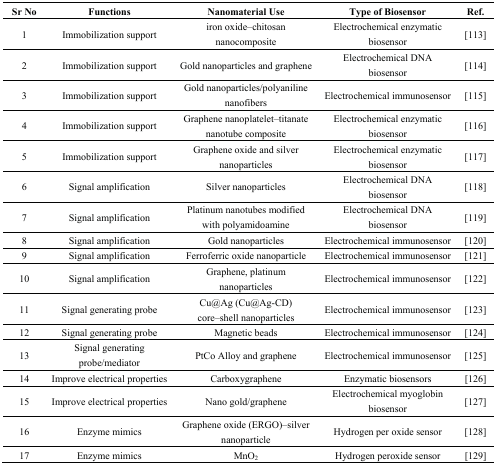 Sr No Functions Nanomaterial Use Type of Biosensor Ref.
1 Immobilization support iron oxide–chitosan nanocomposite Electrochemical enzymatic biosensor [113]
2 Immobilization support Gold nanoparticles and graphene Electrochemical DNA biosensor [114]
3 Immobilization support Gold nanoparticles/polyaniline nanofibers Electrochemical immunosensor [115]
4 Immobilization support Graphene nanoplatelet–titanate nanotube composite Electrochemical enzymatic biosensor [116]
5 Immobilization support Graphene oxide and silver nanoparticles Electrochemical enzymatic biosensor [117]
6 Signal amplification Silver nanoparticles Electrochemical DNA biosensor [118]
7 Signal amplification Platinum nanotubes modified with polyamidoamine Electrochemical DNA biosensor [119]
8 Signal amplification Gold nanoparticles Electrochemical immunosensor [120]
9 Signal amplification Ferroferric oxide nanoparticle Electrochemical immunosensor [121]
10 Signal amplification Graphene, platinum nanoparticles Electrochemical immunosensor [122]
11 Signal generating probe Cu@Ag (Cu@Ag-CD) core–shell nanoparticles Electrochemical immunosensor [123]
12 Signal generating probe Magnetic beads Electrochemical immunosensor [124]
13 Signal generating probe/mediator PtCo Alloy and graphene Electrochemical immunosensor [125]
14 Improve electrical properties Carboxygraphene Enzymatic biosensors [126]
15 Improve electrical properties Nano gold/graphene Electrochemical myoglobin biosensor [127]
16 Enzyme mimics Graphene oxide (ERGO)–silver nanoparticle Hydrogen per oxide sensor [128]
17 Enzyme mimics MnO₂ Hydrogen peroxide sensor [129]